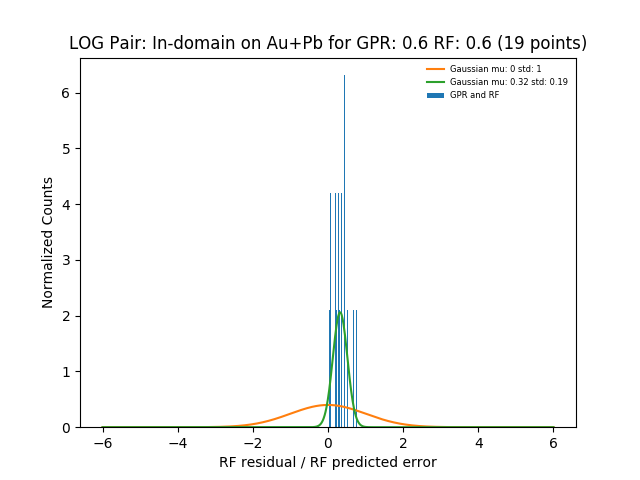 LOG Pair: In-domain on Au+Pb for GPR: 0.6 RF: 0.6 (19 points)
Gaussian mu: 0 std: 1
Gaussian mu: 0.32 std: 0.19
GPR and RF
Normalized Counts
6
5
4
3
2
1
0
−6
−4
−2
0
2
4
6
RF residual / RF predicted error